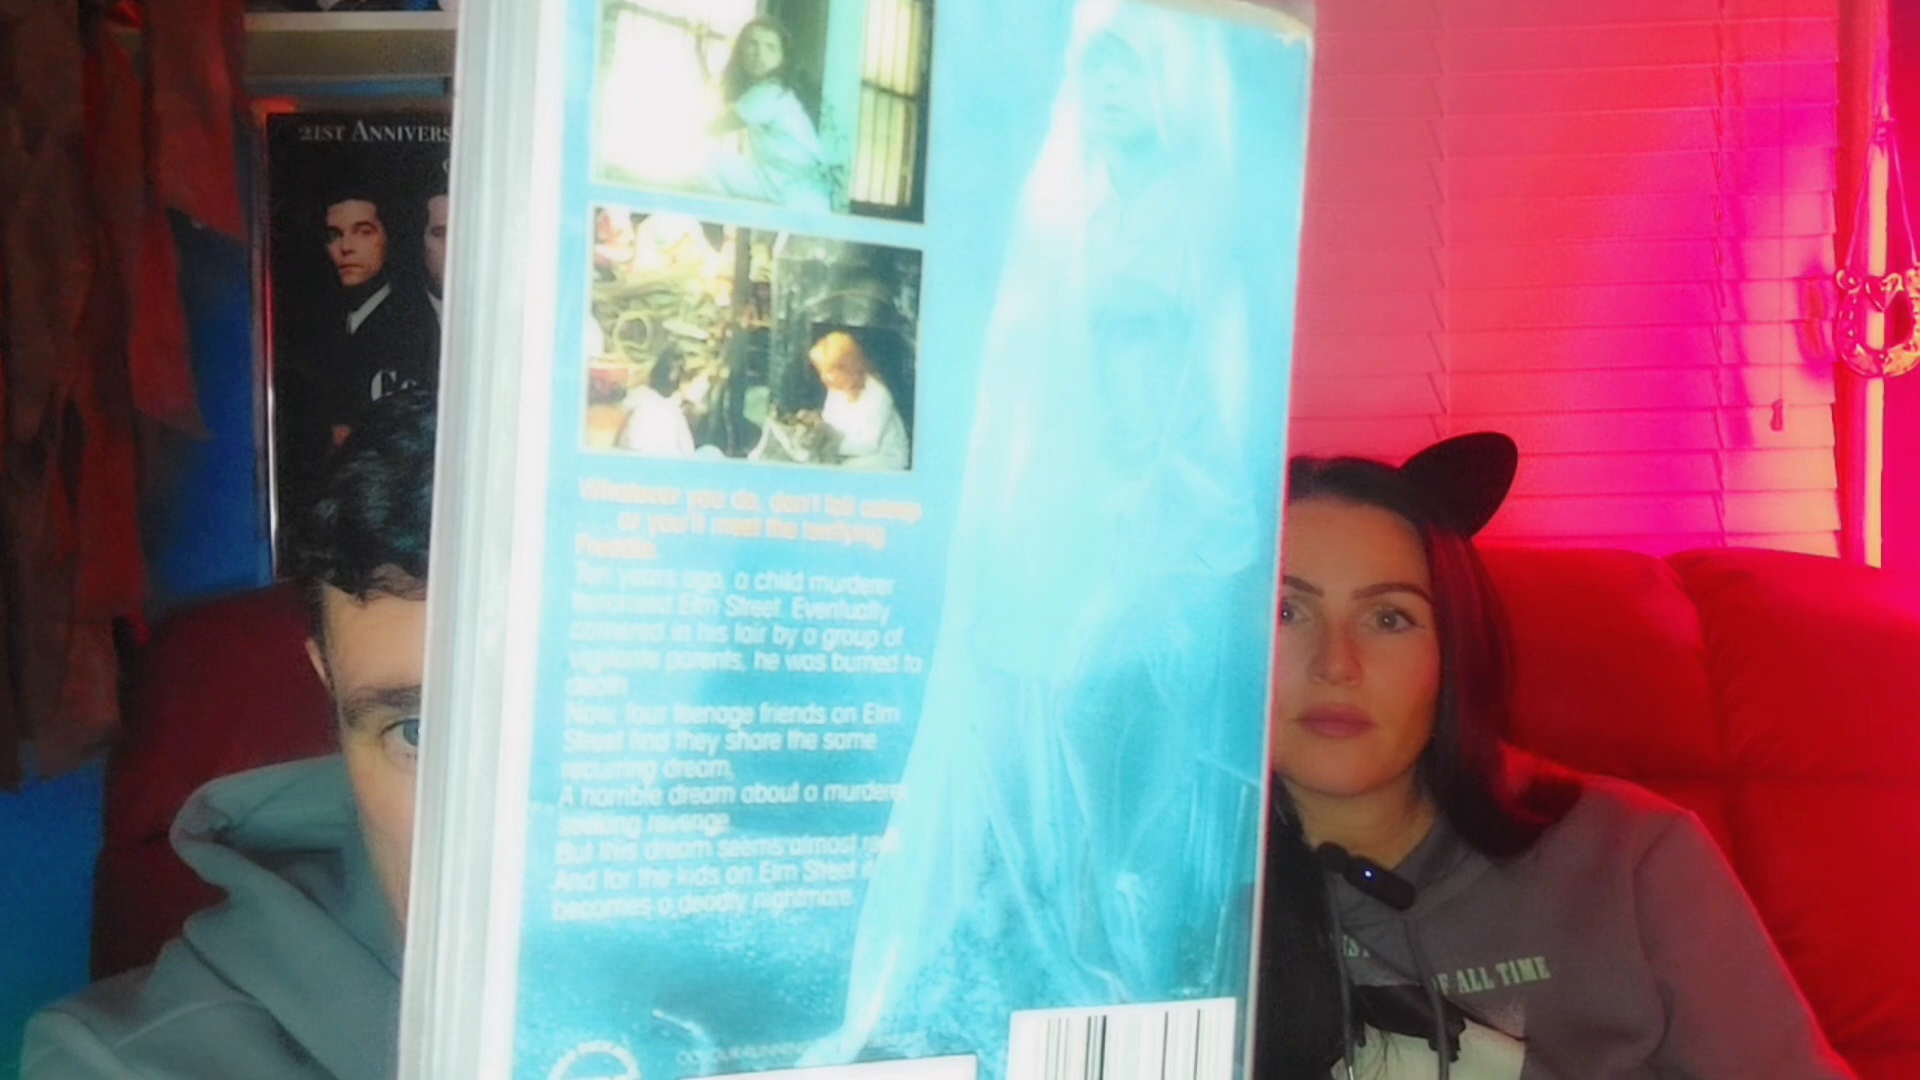 21ST ANNIVERS
G
Go
Whatever you do, don't fall asleep
or you'll meet the terrifying
Freddie.
Ten years ago, a child murderer
terrorised Elm Street. Eventually
cornered in his lair by a group of
vigilante parents, he was burned to
death.
Now, four teenage friends on Elm
Street find they share the same
recurring dream,
A horrible dream about a murderer
seeking revenge.
But this dream seems almost real.
And for the kids on Elm Street it
becomes a deadly nightmare.
OF ALL TIME